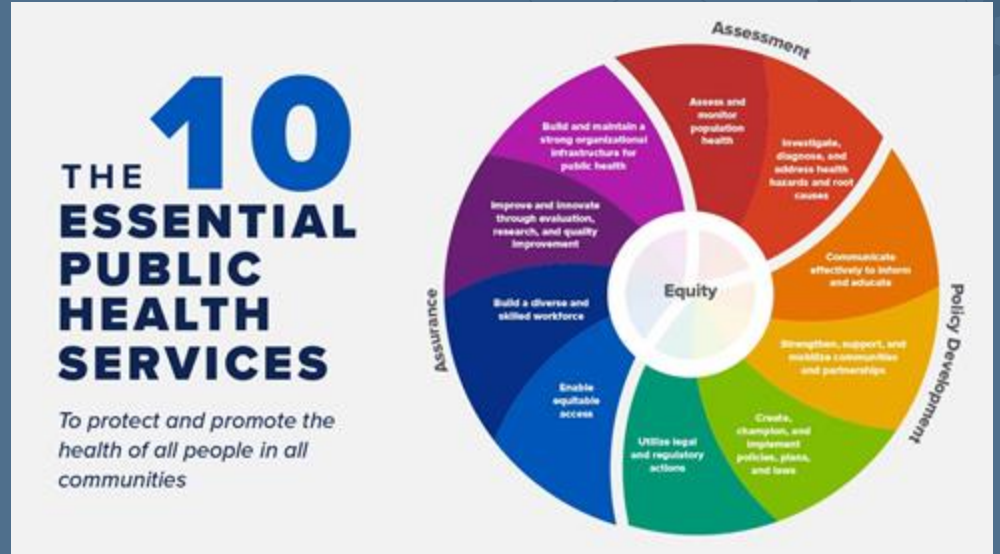 THE 10
ESSENTIAL
PUBLIC
HEALTH
SERVICES
To protect and promote the
health of all people in all
communities
Assessment
Assess and
monitor
population
health
Investigate,
diagnose, and
address health
hazards and root
causes
Policy Development
Communicate
effectively to inform
and educate
Strengthen, support, and
mobilize communities
and partnerships
Create,
champion, and
implement
policies, plans,
and laws
Utilize legal
and regulatory
actions
Assurance
Enable
equitable
access
Build a diverse and
skilled workforce
Improve and innovate
through evaluation,
research, and quality
improvement
Build and maintain a
strong organizational
infrastructure for
public health
Equity